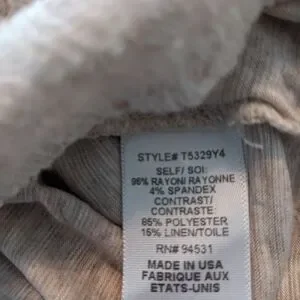 STYLE# T5329Y4
SELF/ SOI:
96% RAYON/ RAYONNE
4% SPANDEX
CONTRAST/
CONTRASTE:
85% POLYESTER
15% LINEN/TOILE
RN# 94531
MADE IN USA
FABRIQUE AUX
ETATS-UNIS